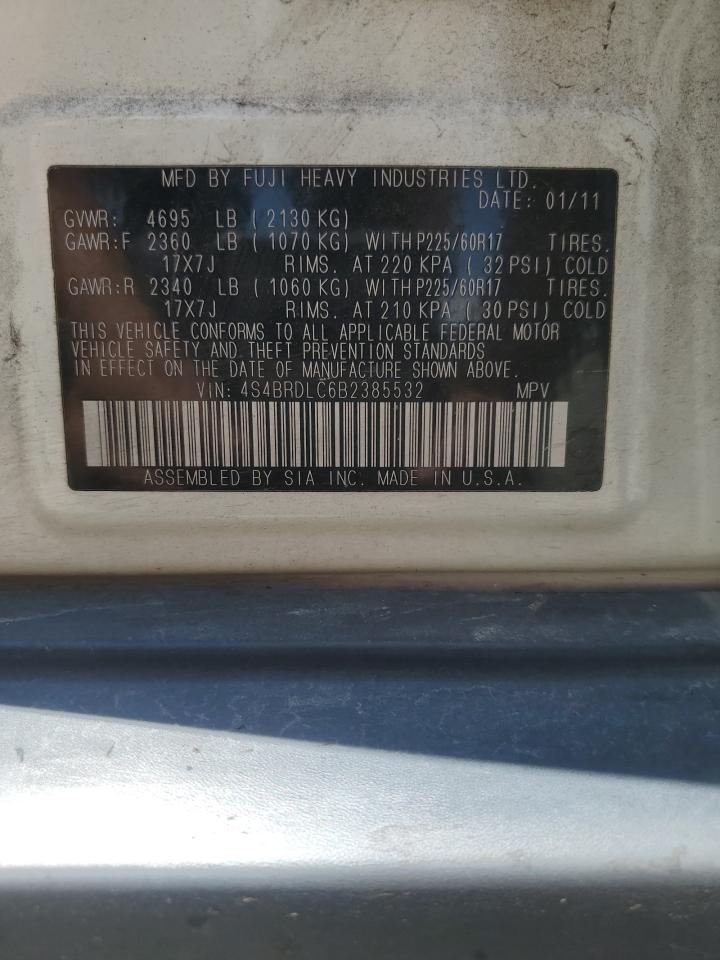 MFD BY FUJI HEAVY INDUSTRIES LTD.
DATE: 01/11
GVWR: 4695 LB ( 2130 KG)
GAWR:F 2360 LB ( 1070 KG) WITH P225/60R17 TIRES.
17X7J RIMS. AT 220 KPA ( 32 PSI) COLD
GAWR:R 2340 LB ( 1060 KG) WITH P225/60R17 TIRES.
17X7J RIMS. AT 210 KPA ( 30 PSI) COLD
THIS VEHICLE CONFORMS TO ALL APPLICABLE FEDERAL MOTOR
VEHICLE SAFETY AND THEFT PREVENTION STANDARDS
IN EFFECT ON THE DATE OF MANUFACTURE SHOWN ABOVE.
VIN: 4S4BRDLC6B2385532 MPV
ASSEMBLED BY SIA INC. MADE IN U.S.A.